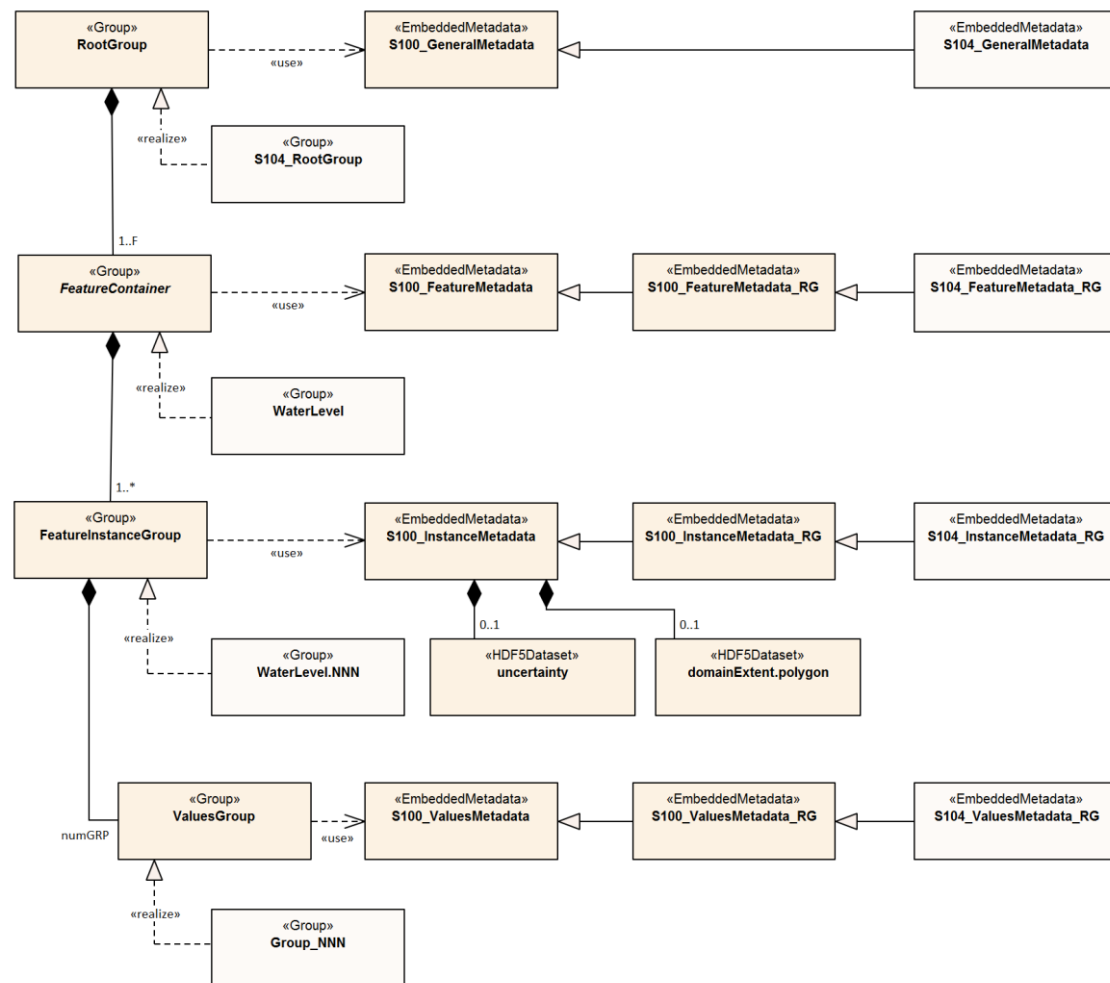 «Group»
RootGroup
«use»
«EmbeddedMetadata»
S100_GeneralMetadata
«EmbeddedMetadata»
S104_GeneralMetadata
«realize»
«Group»
S104_RootGroup
1..F
«Group»
FeatureContainer
«use»
«EmbeddedMetadata»
S100_FeatureMetadata
«EmbeddedMetadata»
S100_FeatureMetadata_RG
«EmbeddedMetadata»
S104_FeatureMetadata_RG
«realize»
«Group»
WaterLevel
1..*
«Group»
FeatureInstanceGroup
«use»
«EmbeddedMetadata»
S100_InstanceMetadata
«EmbeddedMetadata»
S100_InstanceMetadata_RG
«EmbeddedMetadata»
S104_InstanceMetadata_RG
0..1
0..1
«realize»
«Group»
WaterLevel.NNN
«HDF5Dataset»
uncertainty
«HDF5Dataset»
domainExtent.polygon
numGRP
«Group»
ValuesGroup
«use»
«EmbeddedMetadata»
S100_ValuesMetadata
«EmbeddedMetadata»
S100_ValuesMetadata_RG
«EmbeddedMetadata»
S104_ValuesMetadata_RG
«realize»
«Group»
Group_NNN